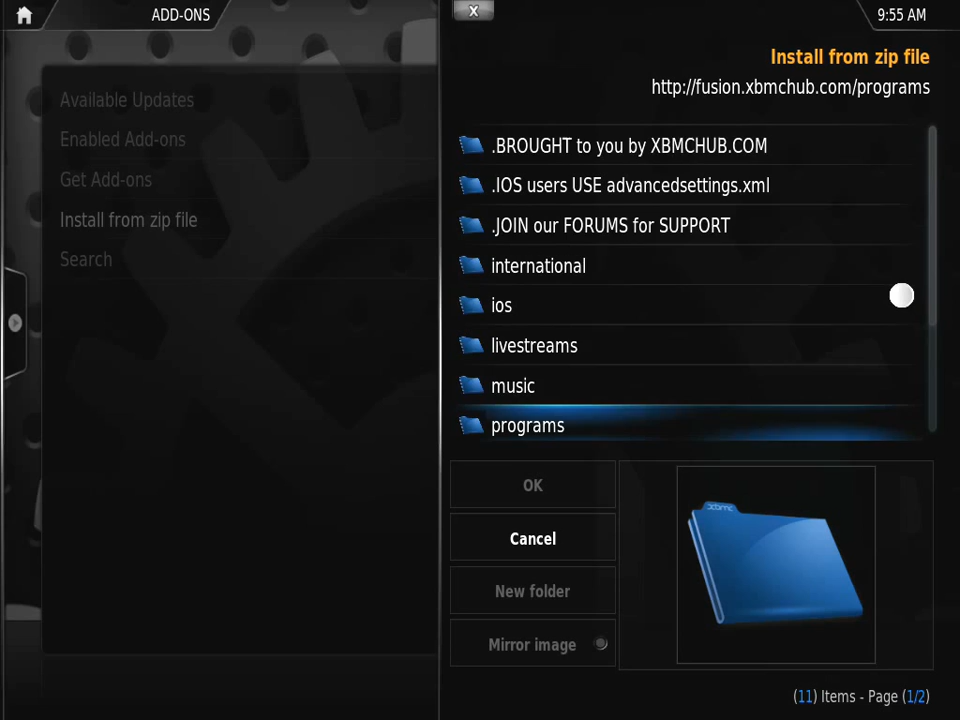 ADD-ONS
X
9:55 AM
Install from zip file
http://fusion.xbmchub.com/programs
Available Updates
Enabled Add-ons
Get Add-ons
Install from zip file
Search
.BROUGHT to you by XBMCHUB.COM
.IOS users USE advancedsettings.xml
.JOIN our FORUMS for SUPPORT
international
ios
livestreams
music
programs
OK
Cancel
New folder
Mirror image
xbmc
(11) Items - Page (1/2)